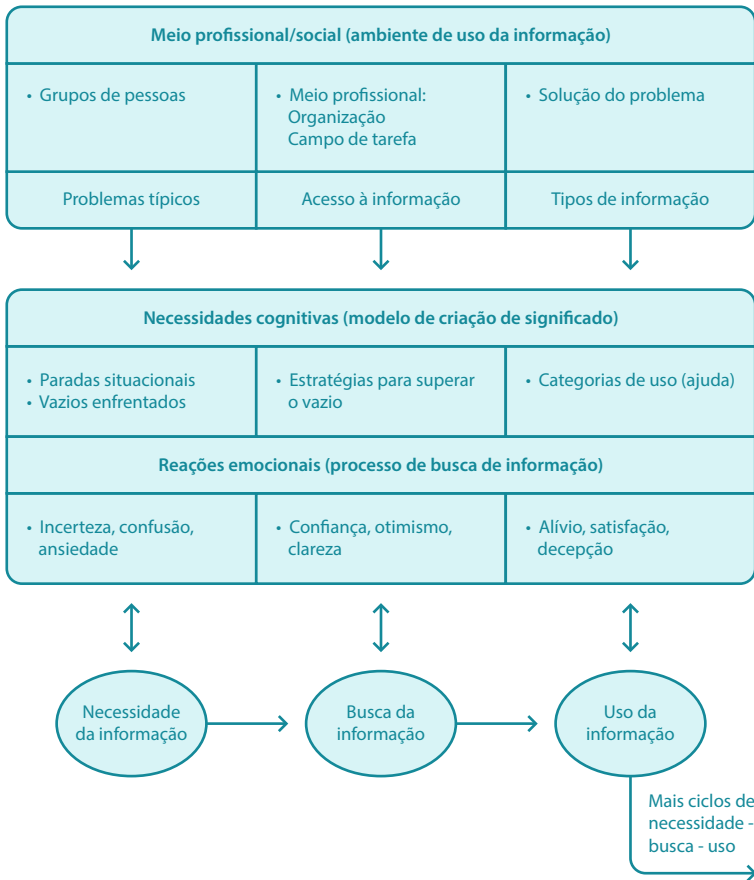 Meio profissional/social (ambiente de uso da informação)
• Grupos de pessoas
• Meio profissional:
Organização
Campo de tarefa
• Solução do problema
Problemas típicos
Acesso à informação
Tipos de informação
Necessidades cognitivas (modelo de criação de significado)
• Paradas situacionais
• Vazios enfrentados
• Estratégias para superar
o vazio
• Categorias de uso (ajuda)
Reações emocionais (processo de busca de informação)
• Incerteza, confusão,
ansiedade
• Confiança, otimismo,
clareza
• Alívio, satisfação,
decepção
Necessidade
da informação
Busca da
informação
Uso da
informação
Mais ciclos de
necessidade -
busca - uso